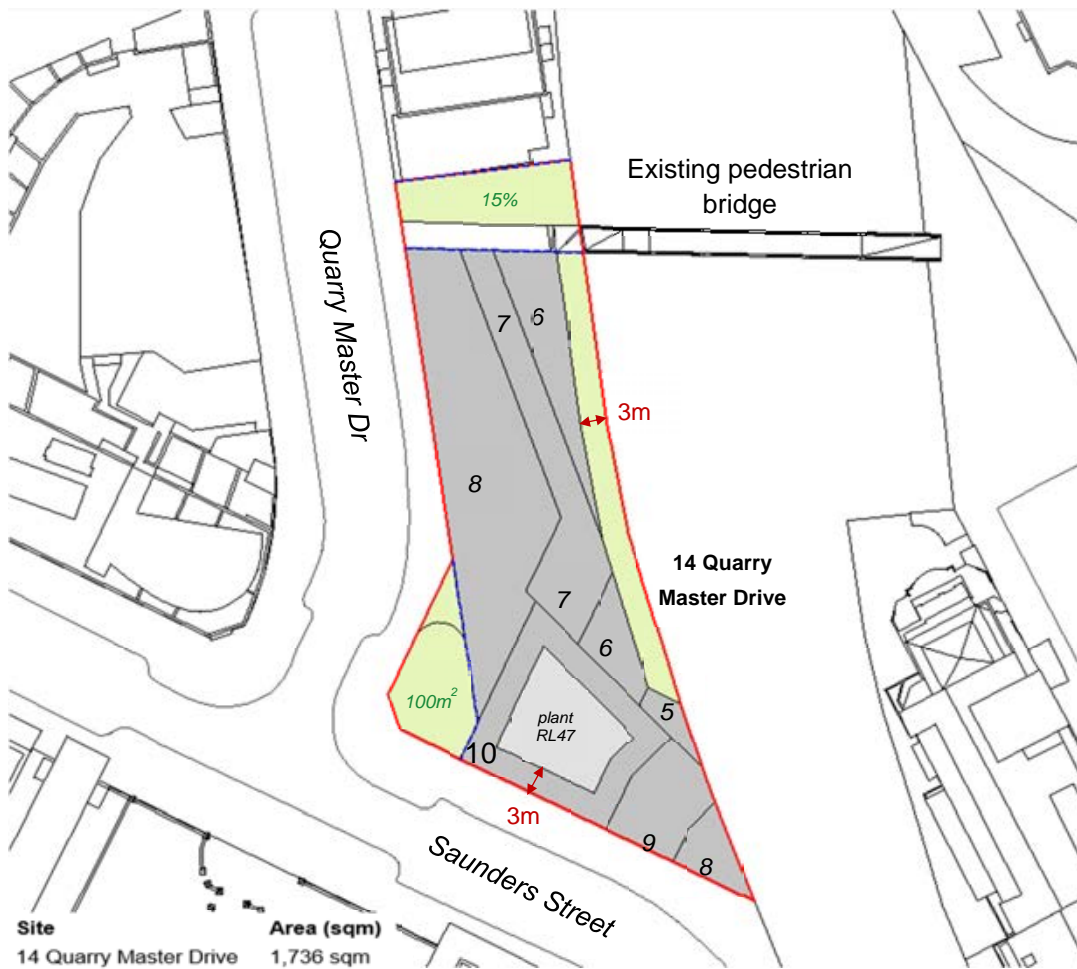 15%
Existing pedestrian
bridge
Quarry Master Dr
7
6
3m
8
14 Quarry
Master Drive
7
6
100m²
5
plant
RL47
10
3m
9
8
Saunders Street
Site Area (sqm)
14 Quarry Master Drive 1,736 sqm